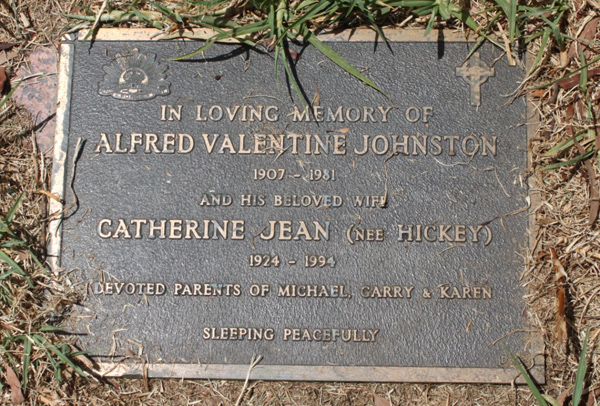 IN LOVING MEMORY OF
ALFRED VALENTINE JOHNSTON
1907 - 1981
AND HIS BELOVED WIFE
CATHERINE JEAN (NEE HICKEY)
1924 - 1994
DEVOTED PARENTS OF MICHAEL, GARRY & KAREN
SLEEPING PEACEFULLY